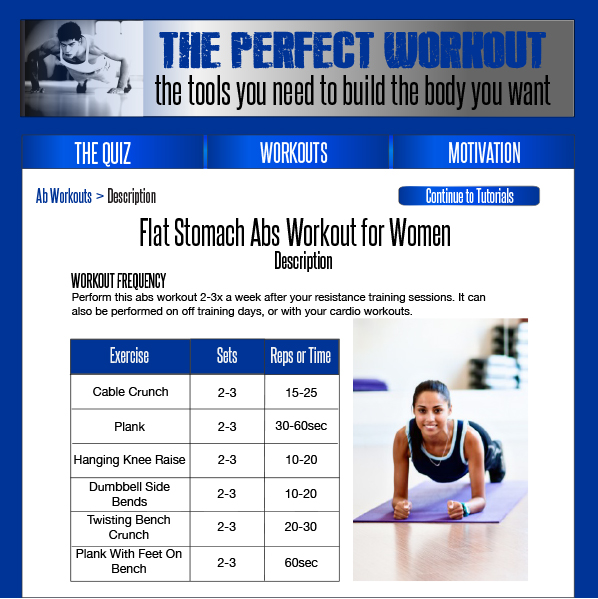 THE PERFECT WORKOUT
the tools you need to build the body you want
THE QUIZ
WORKOUTS
MOTIVATION
Ab Workouts > Description
Continue to Tutorials
Flat Stomach Abs Workout for Women
Description
WORKOUT FREQUENCY
Perform this abs workout 2-3x a week after your resistance training sessions. It can
also be performed on off training days, or with your cardio workouts.
Exercise Sets Reps or Time
Cable Crunch 2-3 15-25
Plank 2-3 30-60sec
Hanging Knee Raise 2-3 10-20
Dumbbell Side
Bends 2-3 10-20
Twisting Bench
Crunch 2-3 20-30
Plank With Feet On
Bench 2-3 60sec